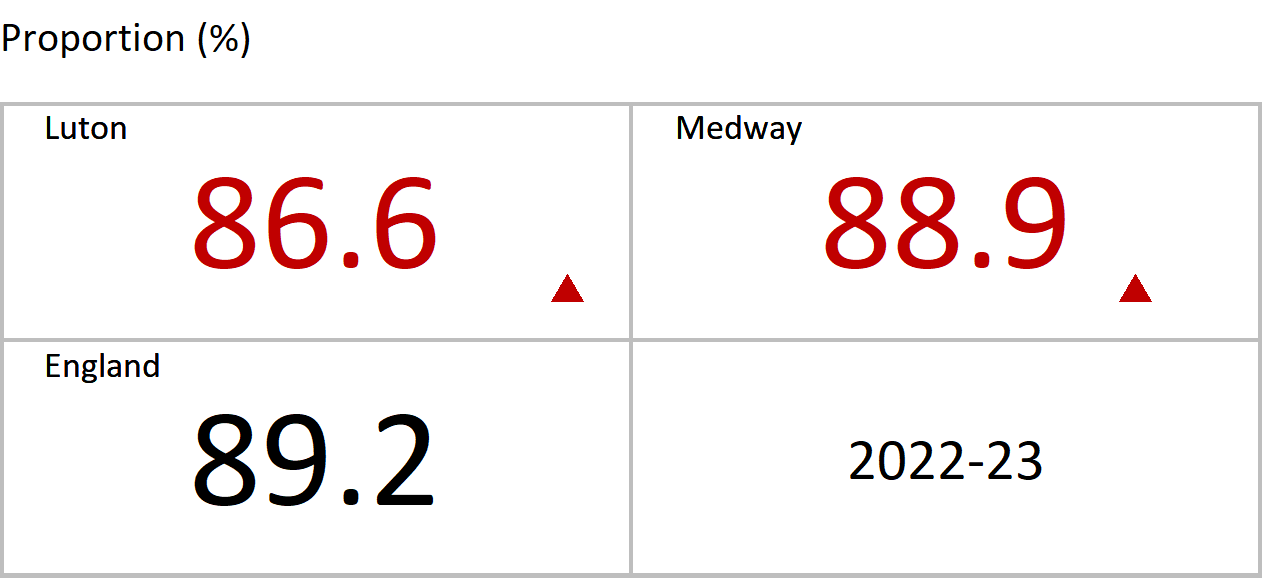 Proportion (%)
Luton
86.6
Medway
88.9
England
89.2
2022-23